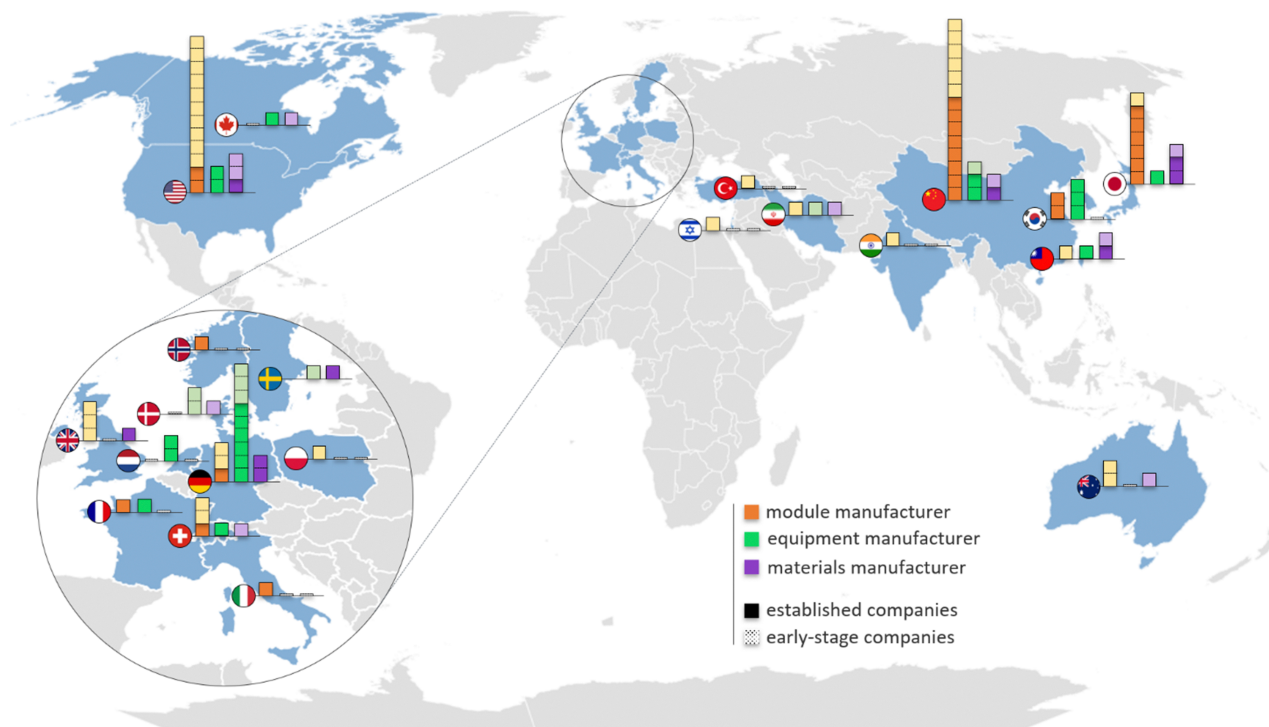 module manufacturer
equipment manufacturer
materials manufacturer
established companies
early-stage companies